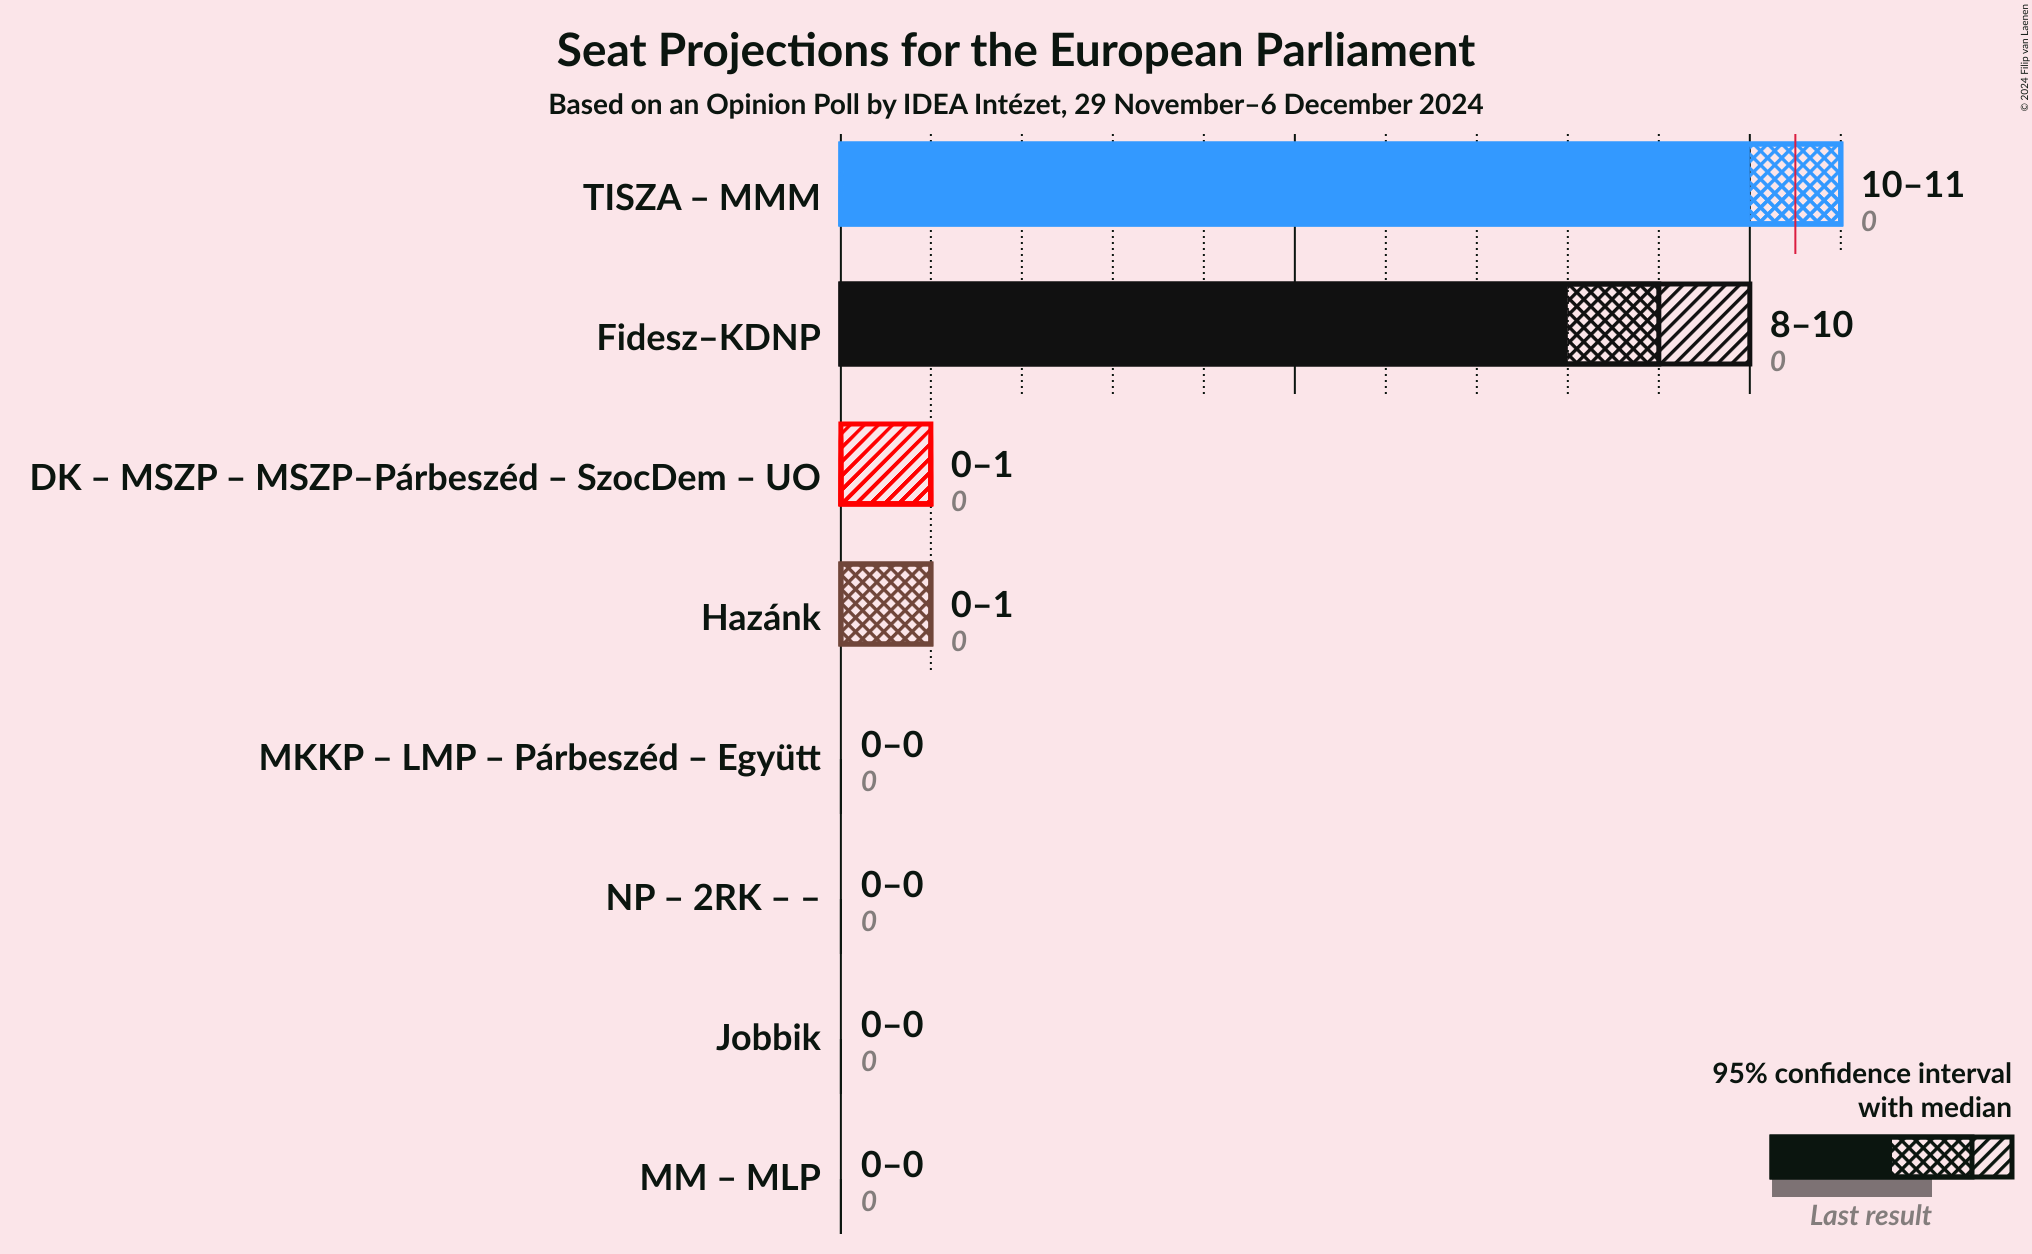 Seat Projections for the European Parliament
Based on an Opinion Poll by IDEA Intézet, 29 November–6 December 2024
© 2024 Filip van Laenen
TISZA – MMM
10–11
0
Fidesz–KDNP
8–10
0
DK – MSZP – MSZP–Párbeszéd – SzocDem – UO
0–1
0
Hazánk
0–1
0
MKKP – LMP – Párbeszéd – Együtt
0–0
0
NP – 2RK – –
0–0
0
Jobbik
0–0
0
MM – MLP
0–0
0
95% confidence interval
with median
Last result